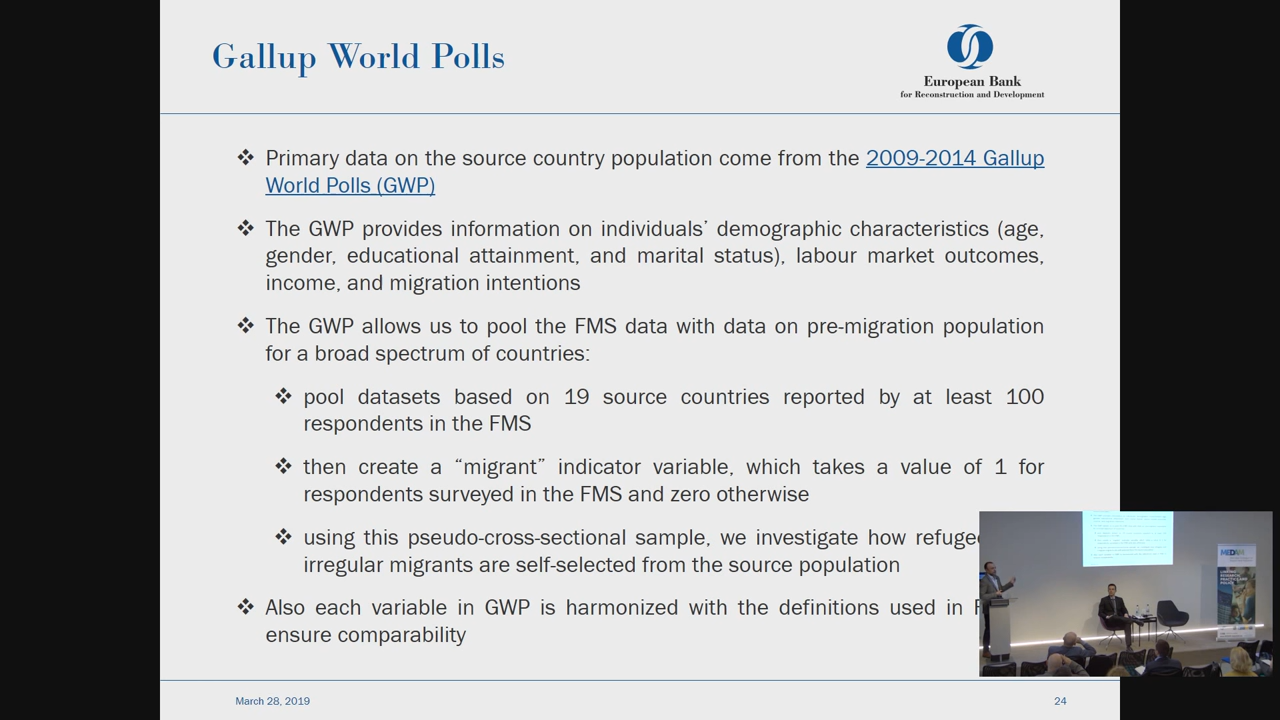 Gallup World Polls
European Bank
for Reconstruction and Development
❖ Primary data on the source country population come from the 2009-2014 Gallup
World Polls (GWP)
❖ The GWP provides information on individuals’ demographic characteristics (age,
gender, educational attainment, and marital status), labour market outcomes,
income, and migration intentions
❖ The GWP allows us to pool the FMS data with data on pre-migration population
for a broad spectrum of countries:
❖ pool datasets based on 19 source countries reported by at least 100
respondents in the FMS
❖ then create a “migrant” indicator variable, which takes a value of 1 for
respondents surveyed in the FMS and zero otherwise
❖ using this pseudo-cross-sectional sample, we investigate how
irregular migrants are self-selected from the source population
❖ Also each variable in GWP is harmonized with the definitions used in
ensure comparability
MEDAM
March 28, 2019
24